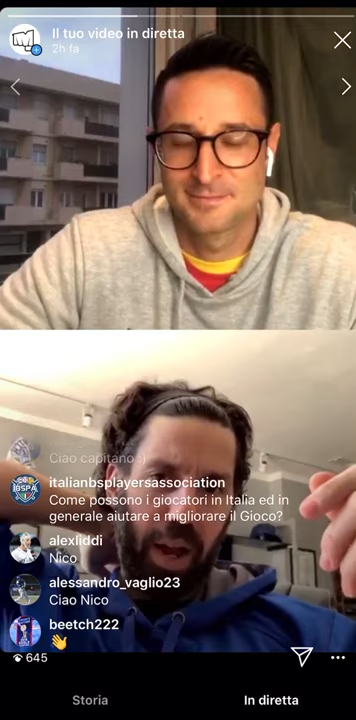 Il tuo video in diretta
2h fa
Ciao capitano :)
IBSPA
italianbsplayersassociation
Come possono i giocatori in Italia ed in
generale aiutare a migliorare il Gioco?
alexliddi
Nico
alessandro_vaglio23
Ciao Nico
beetch222
👋
645
Storia
In diretta